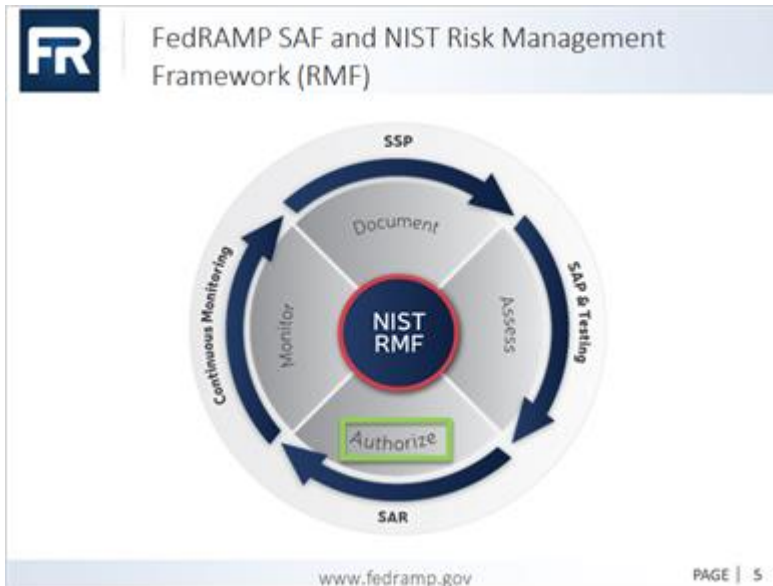 FR
FedRAMP SAF and NIST Risk Management
Framework (RMF)
SSP
Document
SAP & Testing
Assess
NIST
RMF
Monitor
Continuous Monitoring
Authorize
SAR
www.fedramp.gov
PAGE | 5